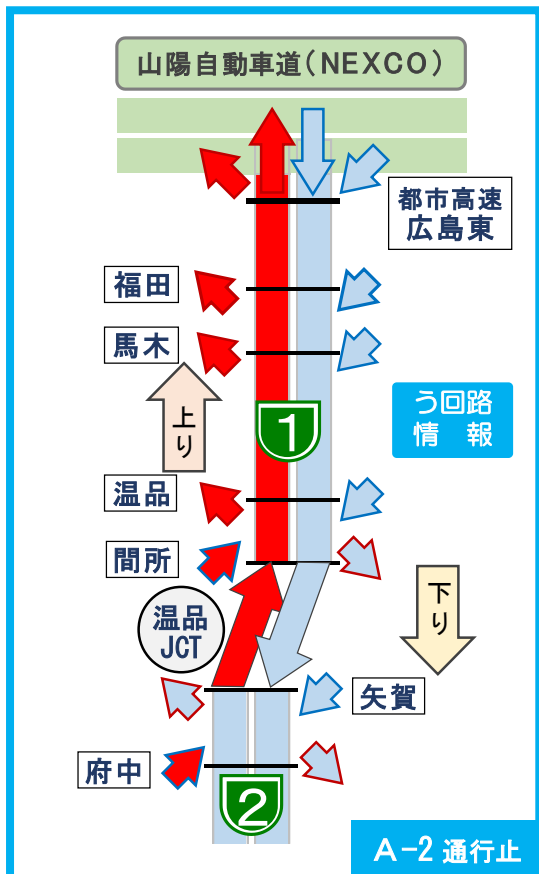 山陽自動車道(NEXCO)
都市高速
広島東
福田
馬木
上り
1
う回路
情 報
温品
間所
下り
温品
JCT
矢賀
府中
2
A-2 通行止